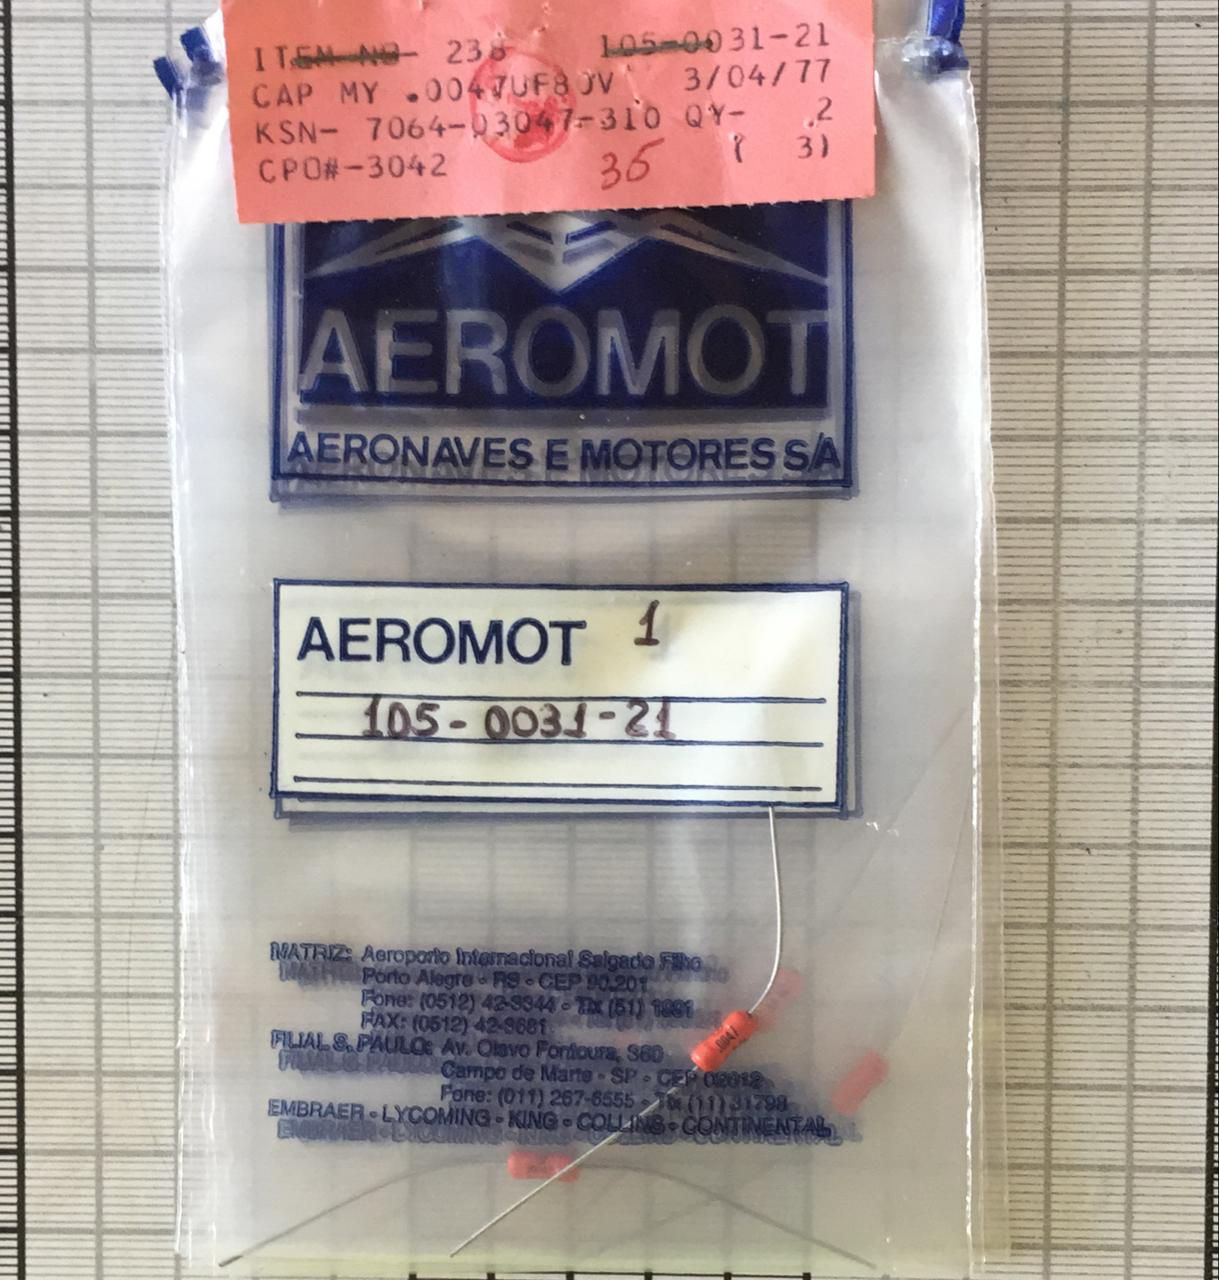 ITEM NO- 238 105-0031-21
CAP MY .0047UF80V 3/04/77
KSN- 7064-03047-310 QY- .2
CPO#-3042 36 ( 3)
AEROMOT
AERONAVES E MOTORES S/A
AEROMOT 1
105-0031-21
MATRIZ: Aeroporto Internacional Salgado Filho
Porto Alegre - RS - CEP 90.201
Fone: (0512) 42-3344 - Tlx (51) 1991
FAX: (0512) 42-3681
FILIAL S. PAULO: Av. Olavo Fontoura, 360
Campo de Marte - SP - CEP 02012
Fone: (011) 267-6555 - Tlx (11) 31798
EMBRAER - LYCOMING - KING - COLLINS - CONTINENTAL
.0047